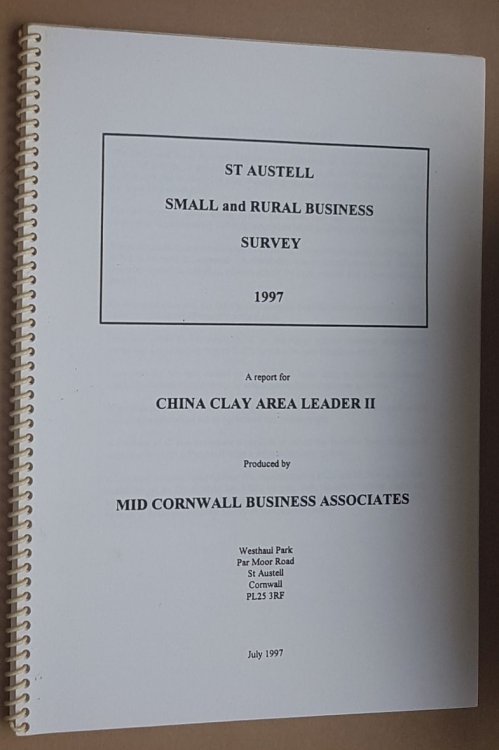 ST AUSTELL
SMALL and RURAL BUSINESS
SURVEY
1997
A report for
CHINA CLAY AREA LEADER II
Produced by
MID CORNWALL BUSINESS ASSOCIATES
Westhaul Park
Par Moor Road
St Austell
Cornwall
PL25 3RF
July 1997